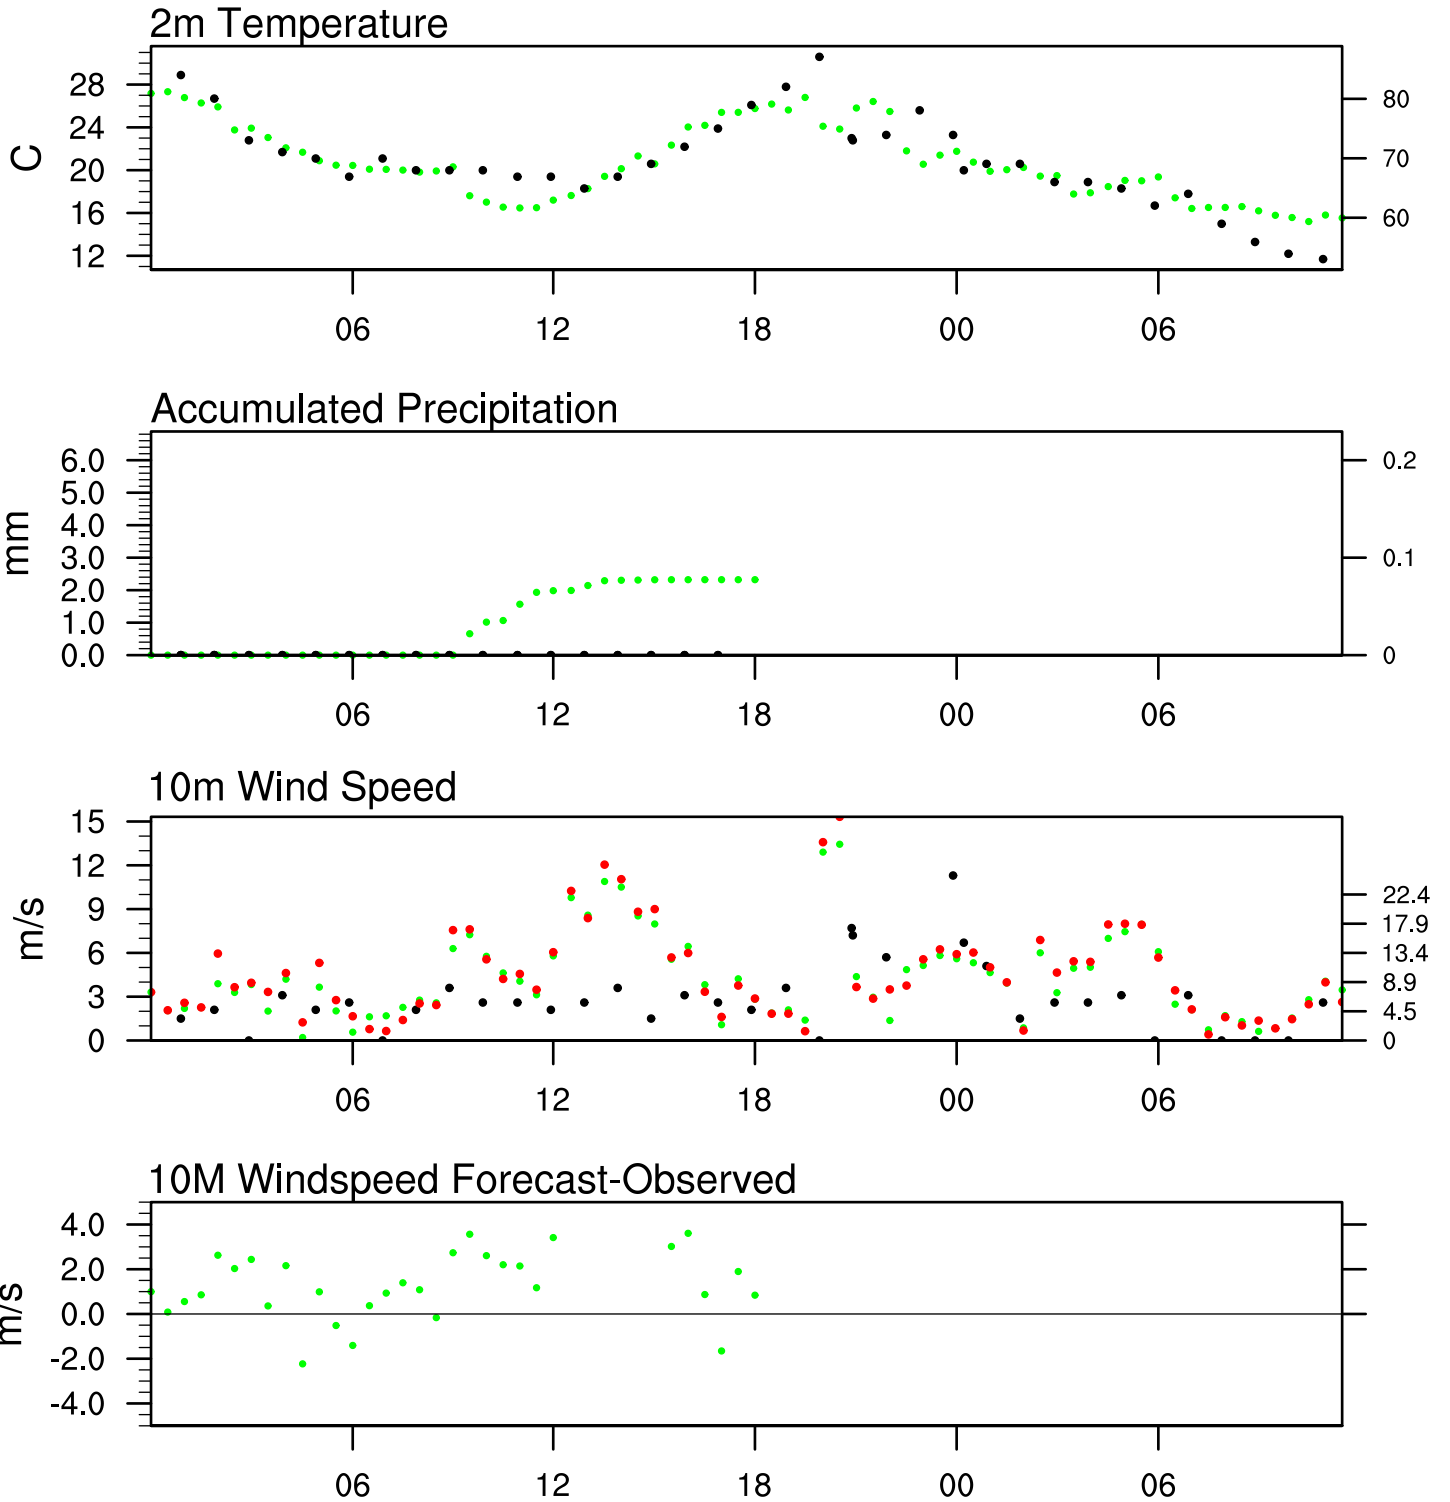 2m Temperature
28
24
20
16
12
C
80
70
60
06 12 18 00 06
Accumulated Precipitation
6.0
5.0
4.0
3.0
2.0
1.0
0.0
mm
0.2
0.1
0
06 12 18 00 06
10m Wind Speed
15
12
9
6
3
0
m/s
22.4
17.9
13.4
8.9
4.5
0
06 12 18 00 06
10M Windspeed Forecast-Observed
4.0
2.0
0.0
-2.0
-4.0
m/s
06 12 18 00 06